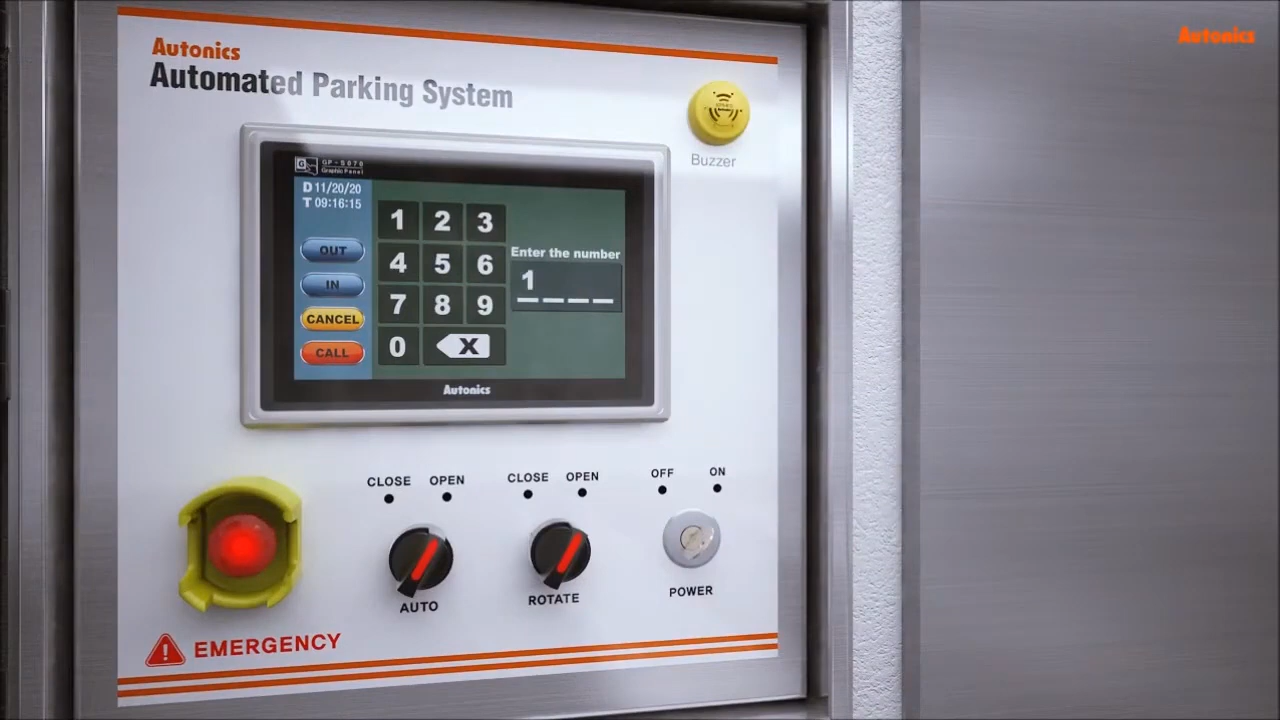 Autonics
Autonics
Automated Parking System
Buzzer
GP-S070
Graphic Panel
D 11/20/20
T 09:16:15
OUT
IN
CANCEL
CALL
1 2 3
4 5 6
7 8 9
0 X
Enter the number
1
Autonics
CLOSE OPEN
CLOSE OPEN
OFF ON
AUTO
ROTATE
POWER
EMERGENCY